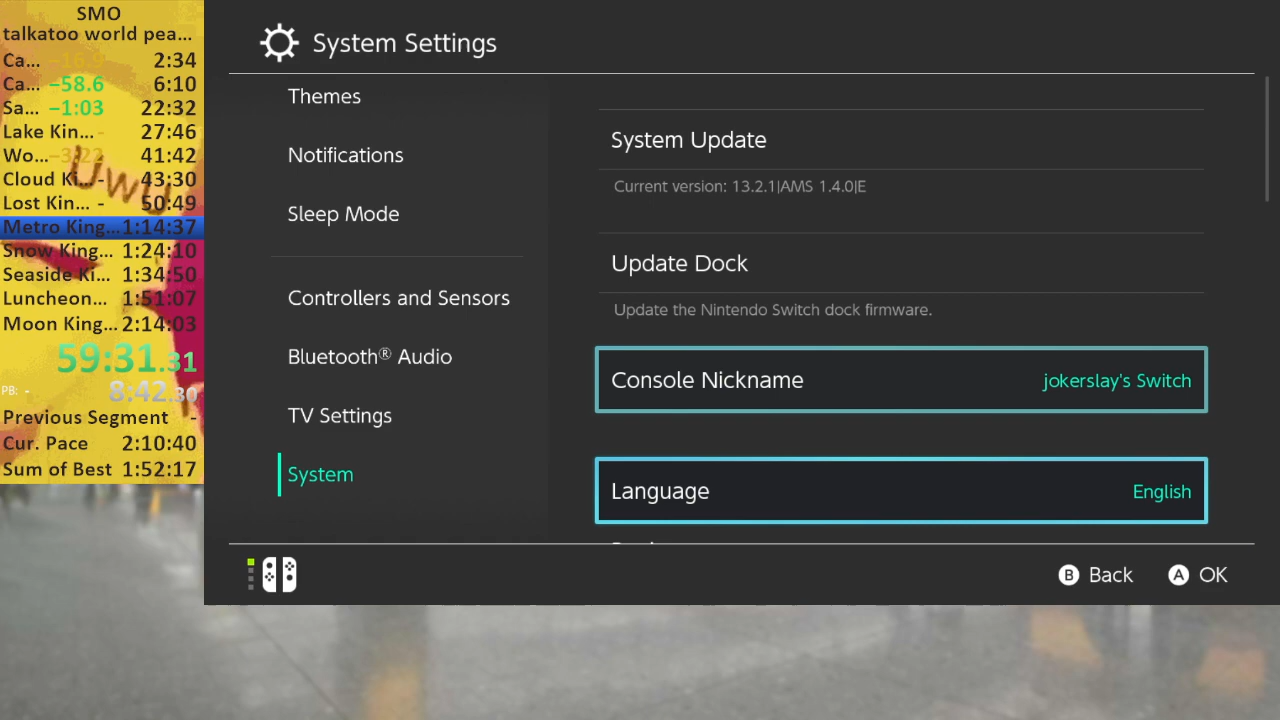 SMO
talkatoo world pea...
Ca... −16.9 2:34
Ca... −58.6 6:10
Sa... −1:03 22:32
Lake Kin... - 27:46
Wo... −3:22 41:42
Cloud Ki... - 43:30
Lost Kin... - 50:49
Metro King... 1:14:37
Snow King... 1:24:10
Seaside Ki... 1:34:50
Luncheon... 1:51:07
Moon King... 2:14:03
59:31.31
PB: - 8:42.30
Previous Segment -
Cur. Pace 2:10:40
Sum of Best 1:52:17
UwU
System Settings
Themes
Notifications
Sleep Mode
Controllers and Sensors
Bluetooth® Audio
TV Settings
System
System Update
Current version: 13.2.1|AMS 1.4.0|E
Update Dock
Update the Nintendo Switch dock firmware.
Console Nickname jokerslay's Switch
Language English
B Back A OK